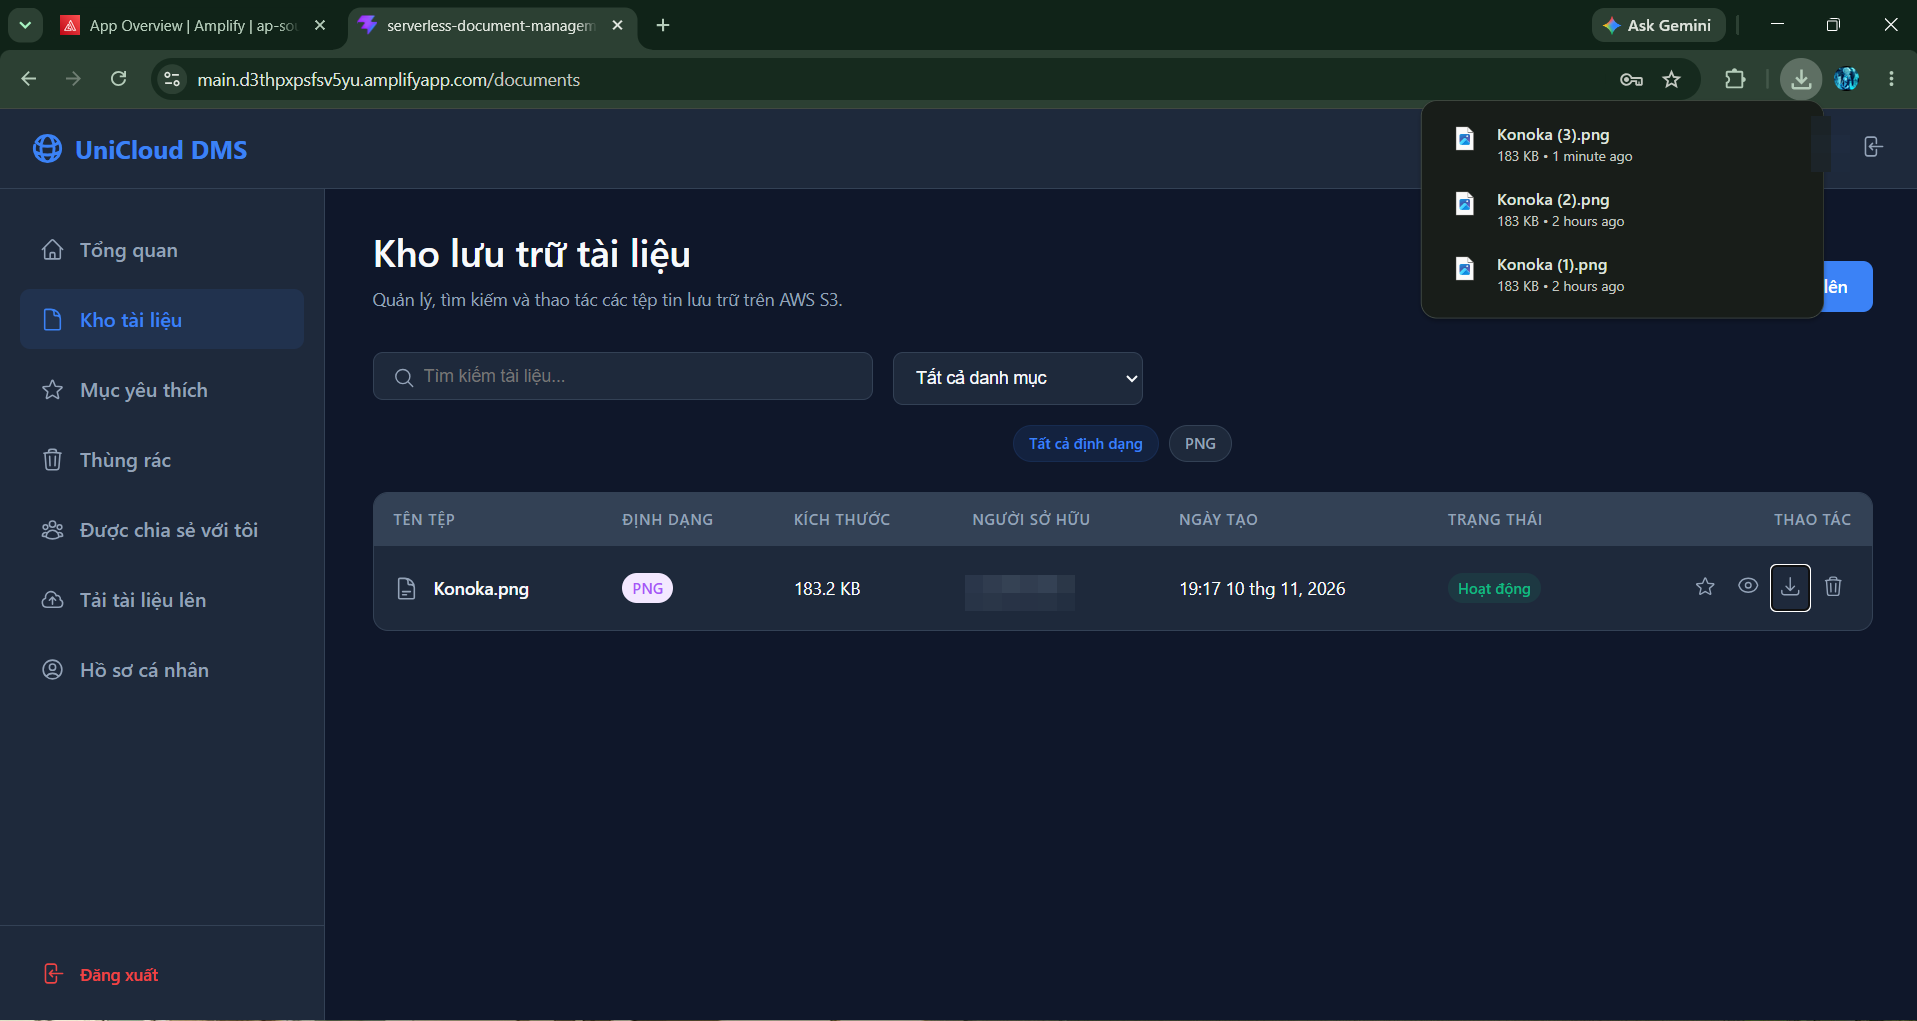 App Overview | Amplify | ap-sou
serverless-document-managem
Ask Gemini
main.d3thpxpsfsv5yu.amplifyapp.com/documents
UniCloud DMS
Konoka (3).png
183 KB • 1 minute ago
Konoka (2).png
183 KB • 2 hours ago
Konoka (1).png
183 KB • 2 hours ago
Tổng quan
Kho tài liệu
Mục yêu thích
Thùng rác
Được chia sẻ với tôi
Tải tài liệu lên
Hồ sơ cá nhân
Đăng xuất
Kho lưu trữ tài liệu
Quản lý, tìm kiếm và thao tác các tệp tin lưu trữ trên AWS S3.
lên
Tìm kiếm tài liệu...
Tất cả danh mục
Tất cả định dạng
PNG
TÊN TỆP ĐỊNH DẠNG KÍCH THƯỚC NGƯỜI SỞ HỮU NGÀY TẠO TRẠNG THÁI THAO TÁC
Konoka.png PNG 183.2 KB 19:17 10 thg 11, 2026 Hoạt động